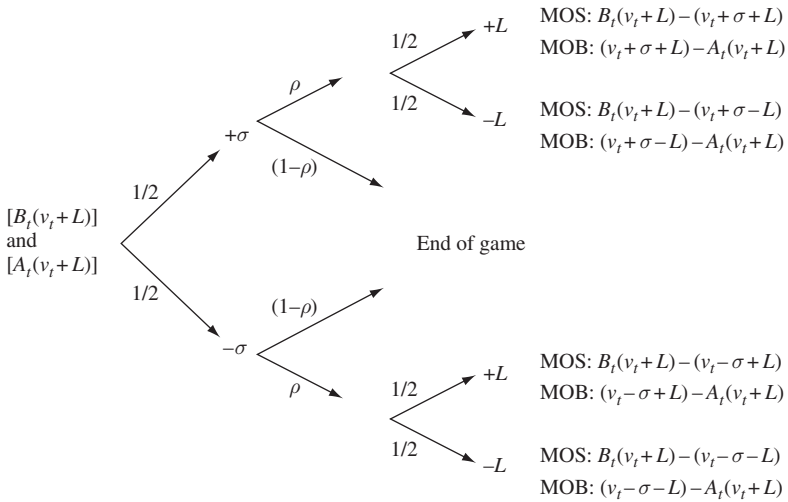 +L
MOS: B_t(v_t+L)−(v_t+σ+L)
1/2
MOB: (v_t+σ+L)−A_t(v_t+L)
ρ
1/2
MOS: B_t(v_t+L)−(v_t+σ−L)
−L
MOB: (v_t+σ−L)−A_t(v_t+L)
+σ
(1−ρ)
1/2
[B_t(v_t+L)]
and
[A_t(v_t+L)]
End of game
1/2
(1−ρ)
−σ
+L
MOS: B_t(v_t+L)−(v_t−σ+L)
1/2
MOB: (v_t−σ+L)−A_t(v_t+L)
ρ
1/2
MOS: B_t(v_t+L)−(v_t−σ−L)
−L
MOB: (v_t−σ−L)−A_t(v_t+L)